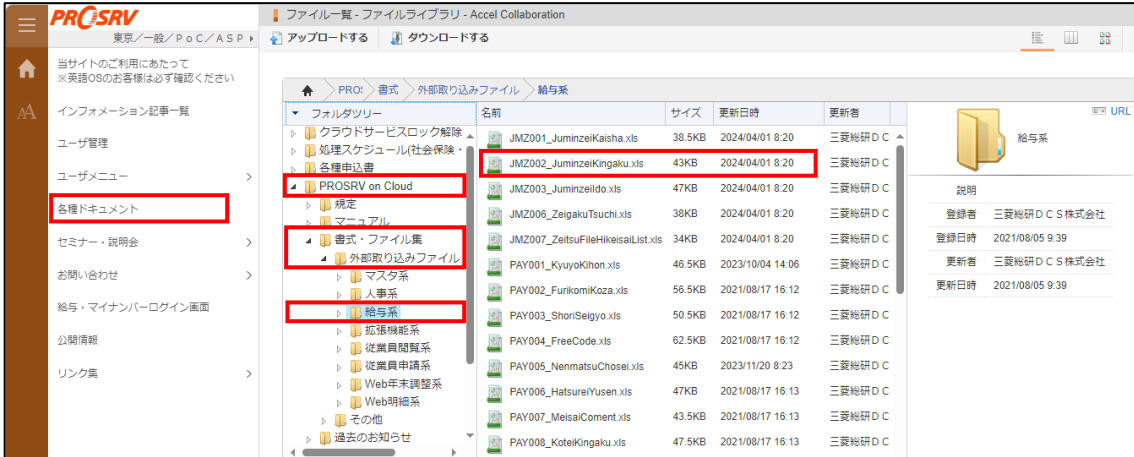 PROSRV
東京／一般／ＰｏＣ／ＡＳＰ
当サイトのご利用にあたって
※英語OSのお客様は必ず確認ください
インフォメーション記事一覧
ユーザ管理
ユーザメニュー
各種ドキュメント
セミナー・説明会
お問い合わせ
給与・マイナンバーログイン画面
公開情報
リンク集
ファイル一覧 - ファイルライブラリ - Accel Collaboration
アップロードする ダウンロードする
PRO 書式 外部取り込みファイル 給与系
フォルダツリー
クラウドサービスロック解除
処理スケジュール(社会保険・
各種申込書
PROSRV on Cloud
規定
マニュアル
書式・ファイル集
外部取り込みファイル
マスタ系
人事系
給与系
拡張機能系
従業員閲覧系
従業員申請系
Web年末調整系
Web明細系
その他
過去のお知らせ
名前 サイズ 更新日時 更新者
JMZ001_JuminzeiKaisha.xls 38.5KB 2024/04/01 8:20 三菱総研ＤＣ
JMZ002_JuminzeiKingaku.xls 43KB 2024/04/01 8:20 三菱総研ＤＣ
JMZ003_JuminzeiIdo.xls 47KB 2024/04/01 8:20 三菱総研ＤＣ
JMZ006_ZeigakuTsuchi.xls 38KB 2024/04/01 8:20 三菱総研ＤＣ
JMZ007_ZeitsuFileHikeisaiList.xls 34KB 2024/04/01 8:20 三菱総研ＤＣ
PAY001_KyuyoKihon.xls 46.5KB 2023/10/04 14:06 三菱総研ＤＣ
PAY002_FurikomiKoza.xls 56.5KB 2021/08/17 16:12 三菱総研ＤＣ
PAY003_ShoriSeigyo.xls 50.5KB 2021/08/17 16:12 三菱総研ＤＣ
PAY004_FreeCode.xls 62.5KB 2021/08/17 16:12 三菱総研ＤＣ
PAY005_NenmatsuChosei.xls 45KB 2023/11/20 8:23 三菱総研ＤＣ
PAY006_HatsureiYusen.xls 47KB 2021/08/17 16:13 三菱総研ＤＣ
PAY007_MeisaiComent.xls 43.5KB 2021/08/17 16:13 三菱総研ＤＣ
PAY008_KoteiKingaku.xls 47.5KB 2021/08/17 16:13 三菱総研ＤＣ
URL
給与系
説明
登録者 三菱総研ＤＣＳ株式会社
登録日時 2021/08/05 9:39
更新者 三菱総研ＤＣＳ株式会社
更新日時 2021/08/05 9:39